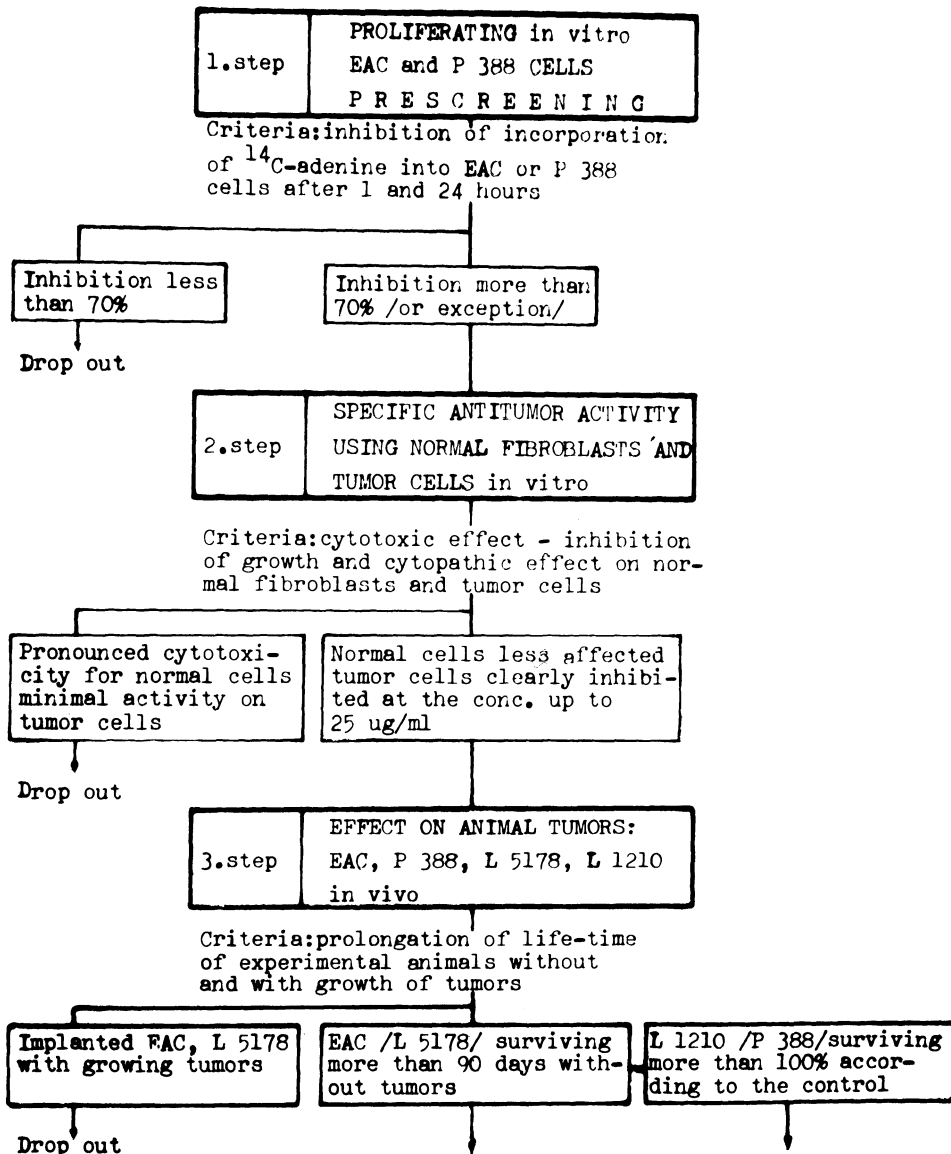 1.step
PROLIFERATING in vitro
EAC and P 388 CELLS
P R E S C R E E N I N G
Criteria:inhibition of incorporation
of 14C-adenine into EAC or P 388
cells after 1 and 24 hours
Inhibition less
than 70%
Inhibition more than
70% /or exception/
Drop out
2.step
SPECIFIC ANTITUMOR ACTIVITY
USING NORMAL FIBROBLASTS AND
TUMOR CELLS in vitro
Criteria:cytotoxic effect - inhibition
of growth and cytopathic effect on nor-
mal fibroblasts and tumor cells
Pronounced cytotoxi-
city for normal cells
minimal activity on
tumor cells
Normal cells less affected
tumor cells clearly inhibi-
ted at the conc. up to
25 ug/ml
Drop out
3.step
EFFECT ON ANIMAL TUMORS:
EAC, P 388, L 5178, L 1210
in vivo
Criteria:prolongation of life-time
of experimental animals without
and with growth of tumors
Implanted EAC, L 5178
with growing tumors
EAC /L 5178/ surviving
more than 90 days with-
out tumors
L 1210 /P 388/surviving
more than 100% accor-
ding to the control
Drop out